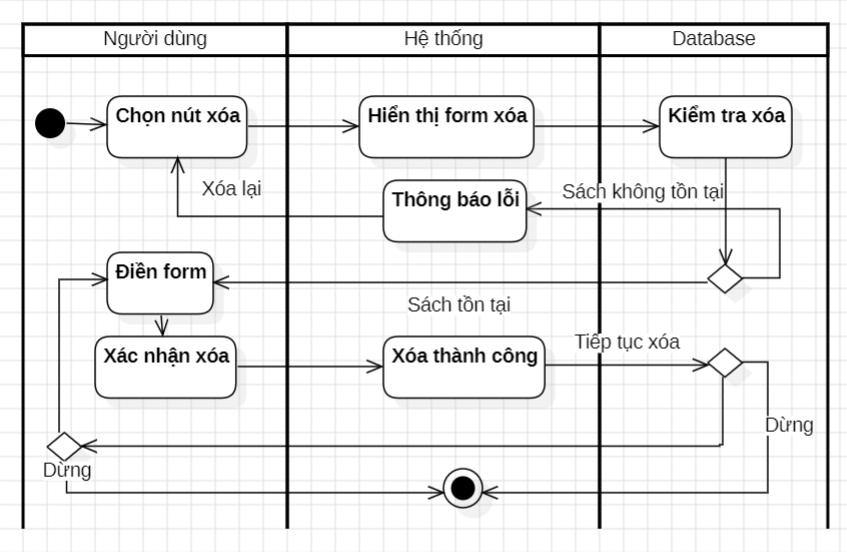 Người dùng
Hệ thống
Database
Chọn nút xóa
Hiển thị form xóa
Kiểm tra xóa
Xóa lại
Thông báo lỗi
Sách không tồn tại
Điền form
Sách tồn tại
Xác nhận xóa
Xóa thành công
Tiếp tục xóa
Dừng
Dừng